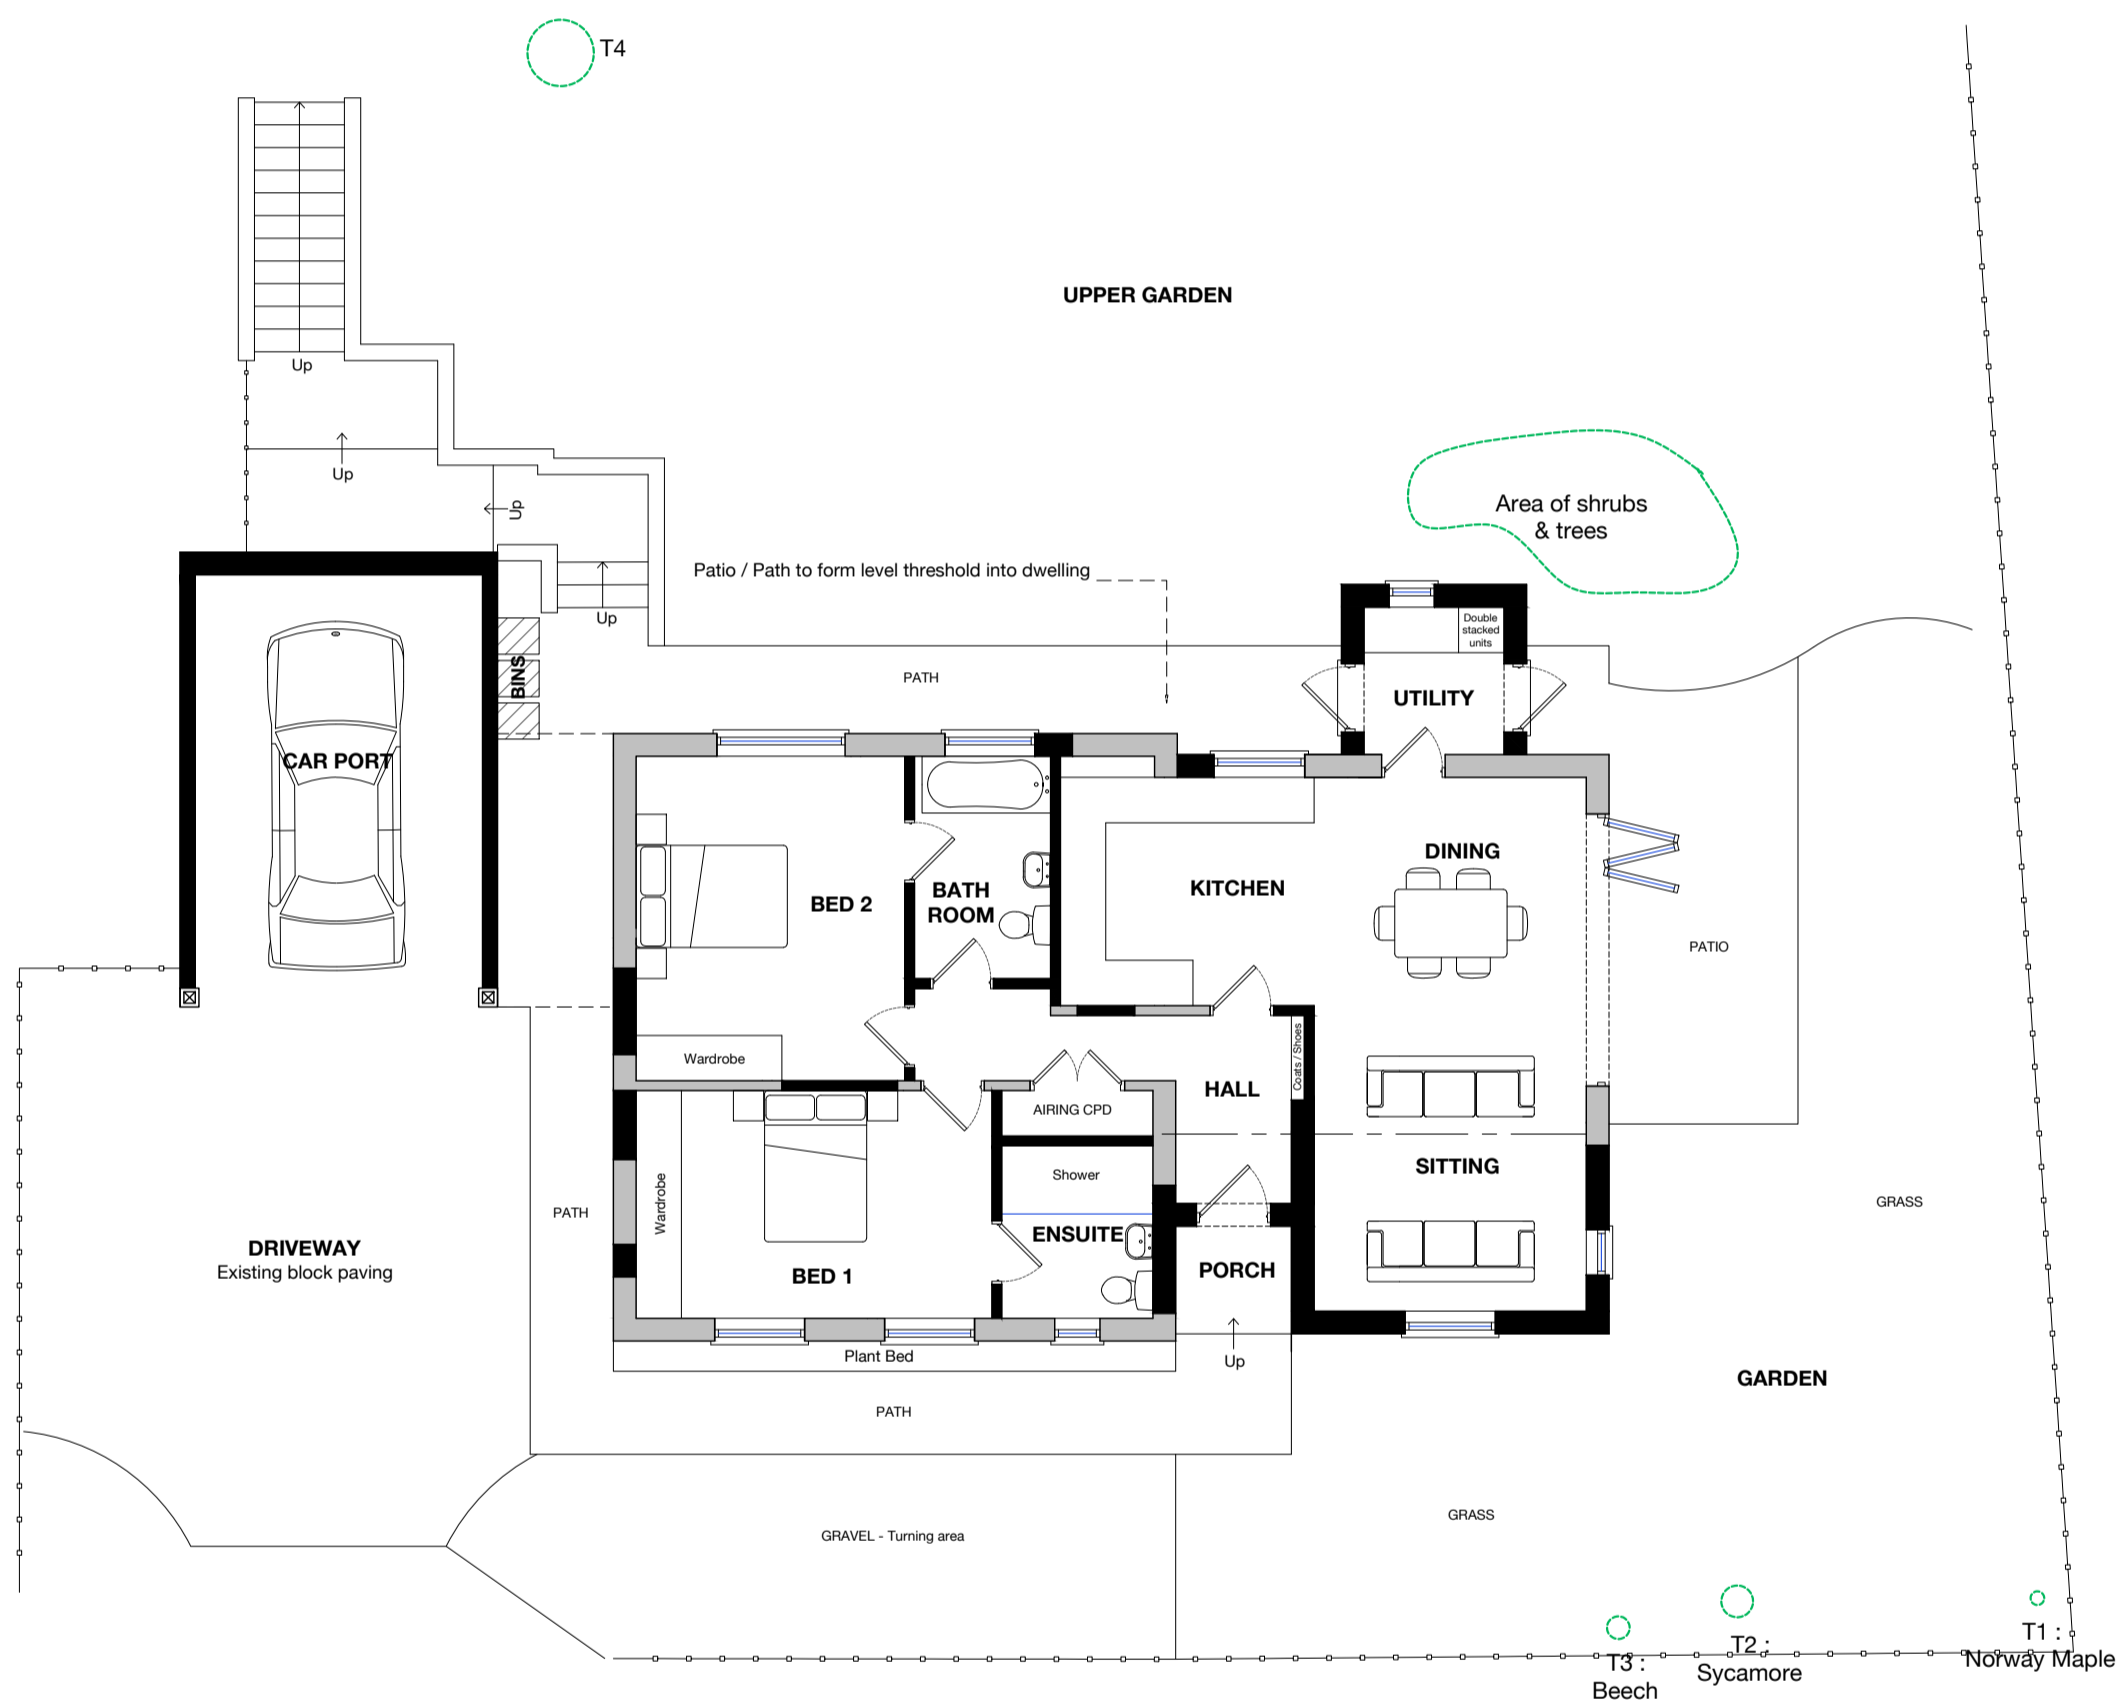 T4
UPPER GARDEN
Up
Up
Up
Area of shrubs
& trees
Patio / Path to form level threshold into dwelling
Up
Double
stacked
units
BINS
PATH
UTILITY
CAR PORT
DINING
BED 2
BATH
ROOM
KITCHEN
PATIO
Wardrobe
Coats / Shoes
HALL
AIRING CPD
SITTING
Shower
Wardrobe
PATH
GRASS
ENSUITE
DRIVEWAY
Existing block paving
BED 1
PORCH
Plant Bed
Up
GARDEN
PATH
GRAVEL - Turning area
GRASS
T1 :
Norway Maple
T2 :
Sycamore
T3 :
Beech